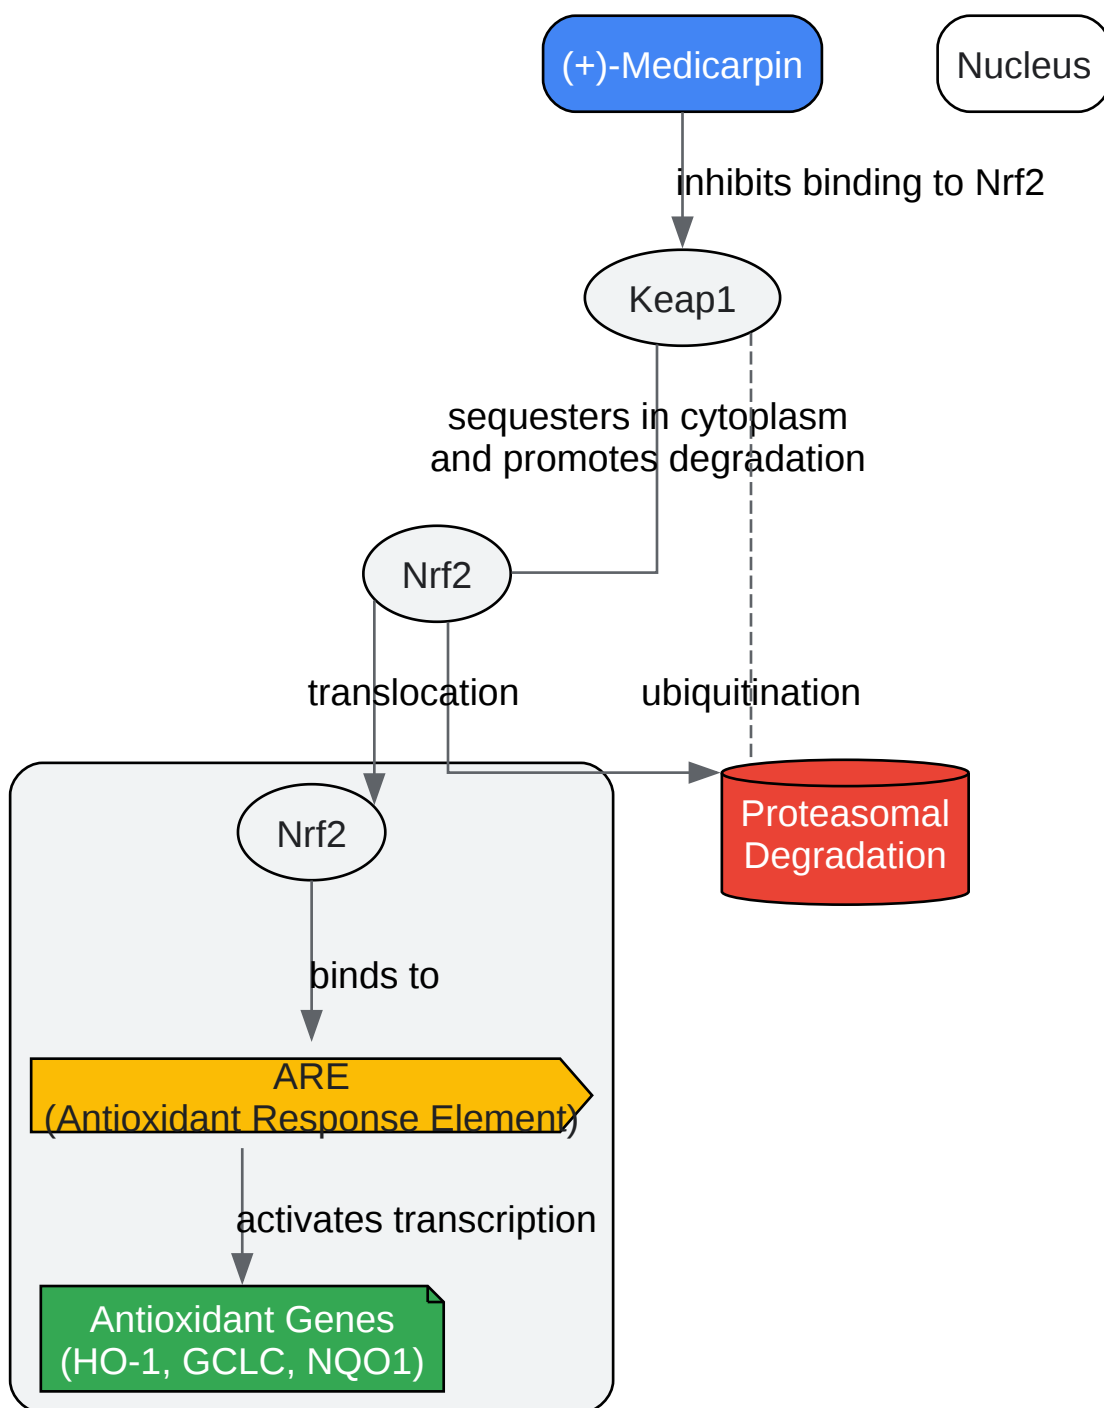 (+)-Medicarpin
Nucleus
inhibits binding to Nrf2
Keap1
sequesters in cytoplasm
and promotes degradation
Nrf2
translocation
ubiquitination
Nrf2
Proteasomal
Degradation
binds to
ARE
(Antioxidant Response Element)
activates transcription
Antioxidant Genes
(HO-1, GCLC, NQO1)